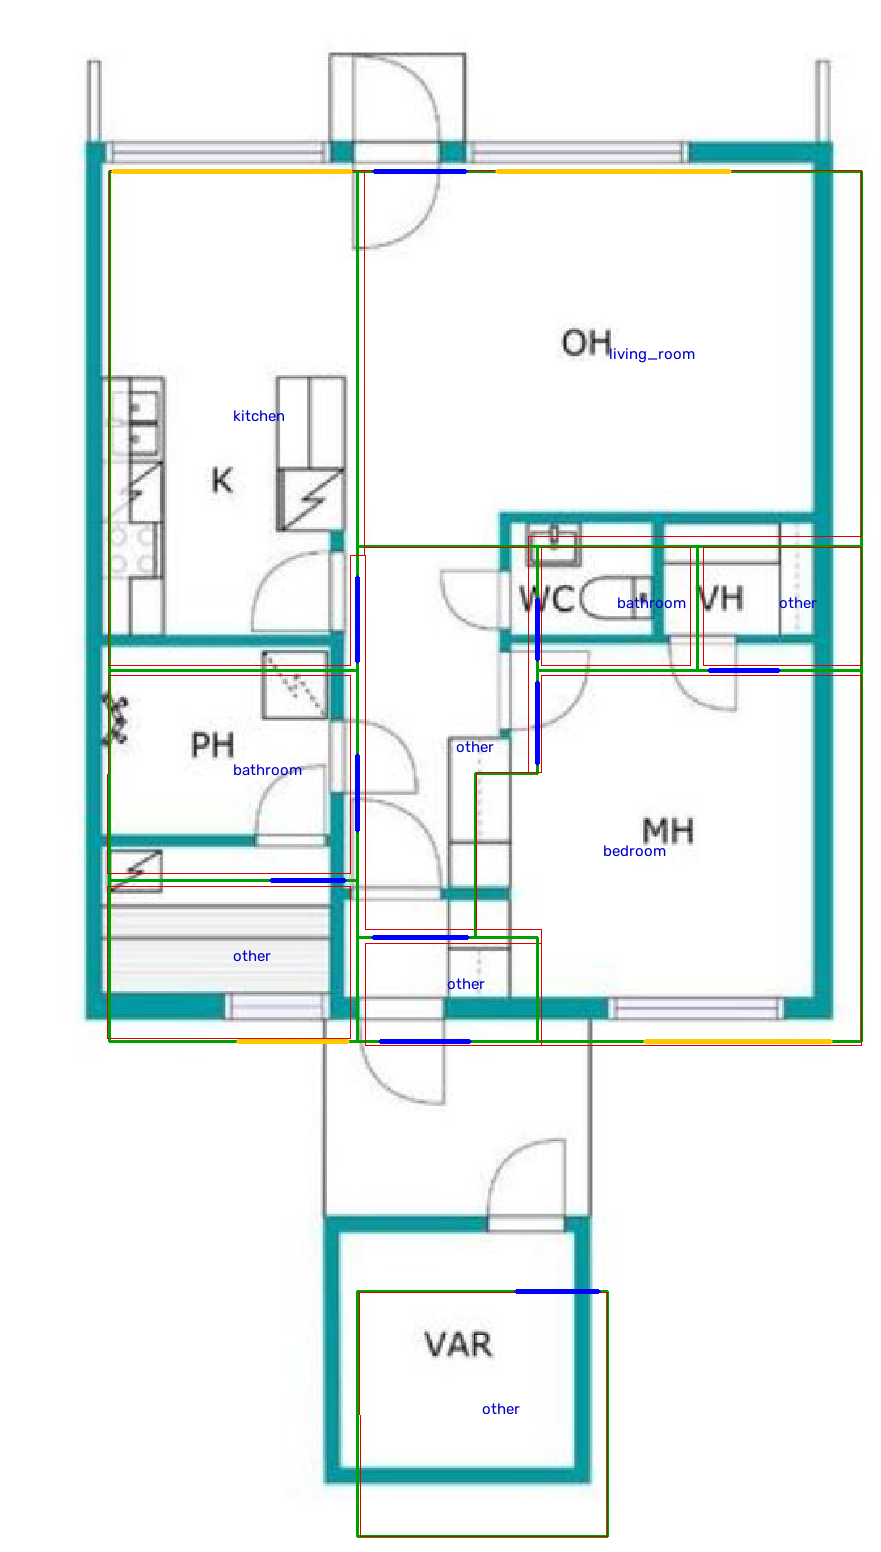 OH
living_room
kitchen
K
WC
bathroom
VH
other
PH
other
bathroom
MH
bedroom
other
other
VAR
other